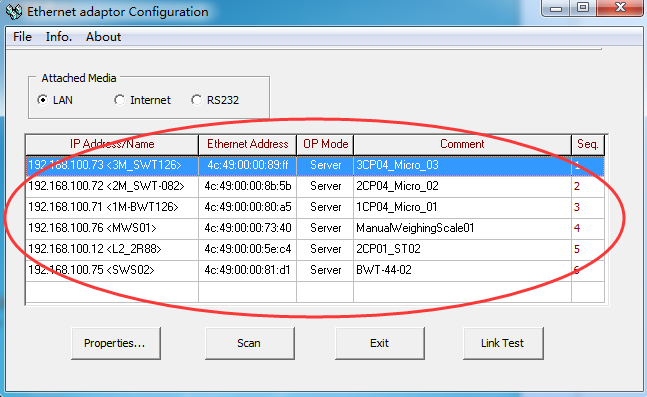 Ethernet adaptor Configuration
File Info. About
Attached Media
LAN Internet RS232
IP Address/Name Ethernet Address OP Mode Comment Seq.
192.168.100.73 <3M_SWT126> 4c:49:00:00:89:ff Server 3CP04_Micro_03 1
192.168.100.72 <2M_SWT-082> 4c:49:00:00:8b:5b Server 2CP04_Micro_02 2
192.168.100.71 <1M-BWT126> 4c:49:00:00:80:a5 Server 1CP04_Micro_01 3
192.168.100.76 <MWS01> 4c:49:00:00:73:40 Server ManualWeighingScale01 4
192.168.100.12 <L2_2R88> 4c:49:00:00:5e:c4 Server 2CP01_ST02 5
192.168.100.75 <SWS02> 4c:49:00:00:81:d1 Server BWT-44-02 6
Properties... Scan Exit Link Test